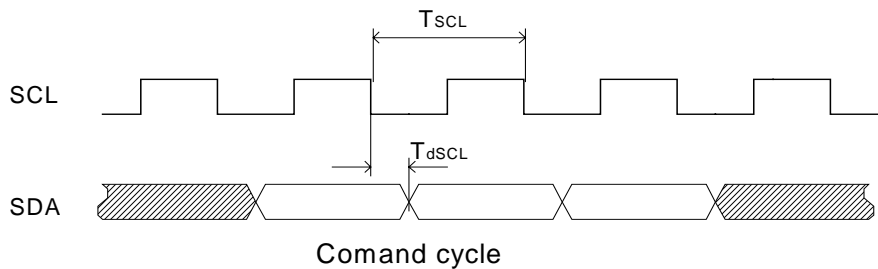 TSCL
SCL
TdSCL
SDA
Comand cycle